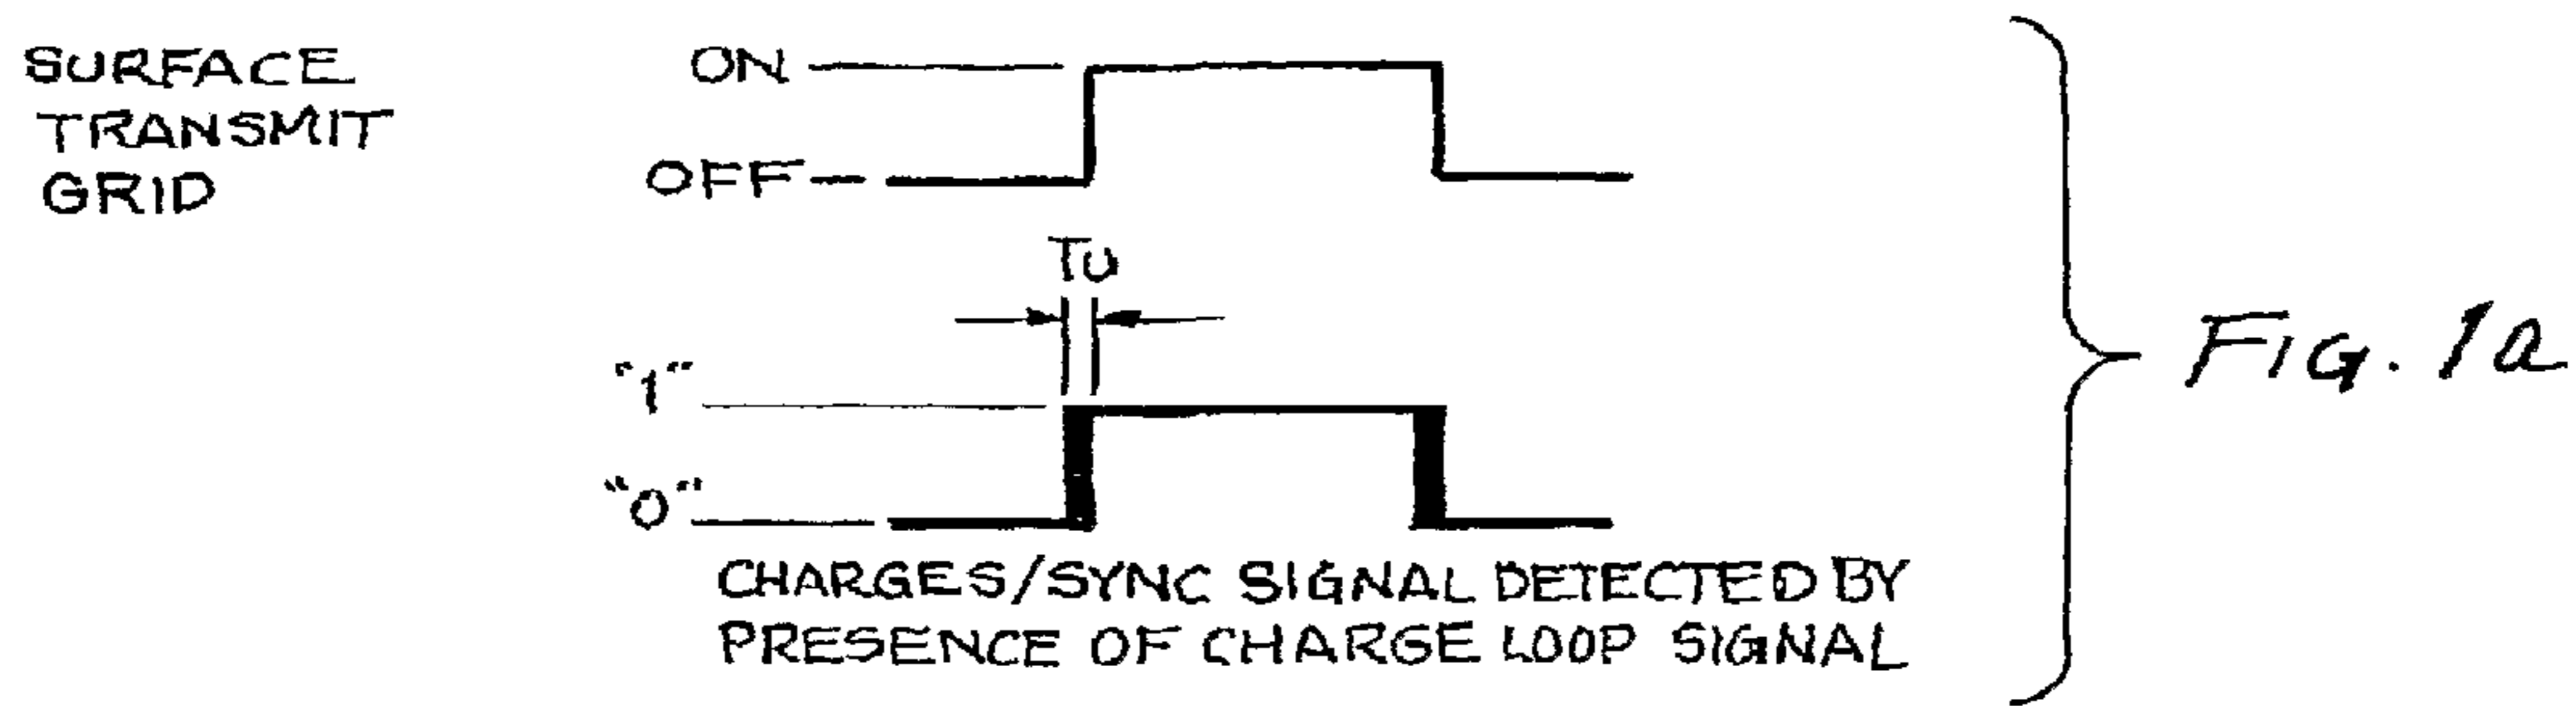 SURFACE
TRANSMIT
GRID
ON
OFF
TU
"1"
"0"
CHARGES/SYNC SIGNAL DETECTED BY
PRESENCE OF CHARGE LOOP SIGNAL
FIG. 1a